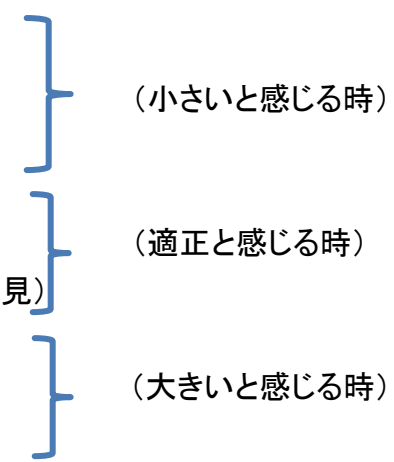 （小さいと感じる時）
（適正と感じる時）
見）
（大きいと感じる時）